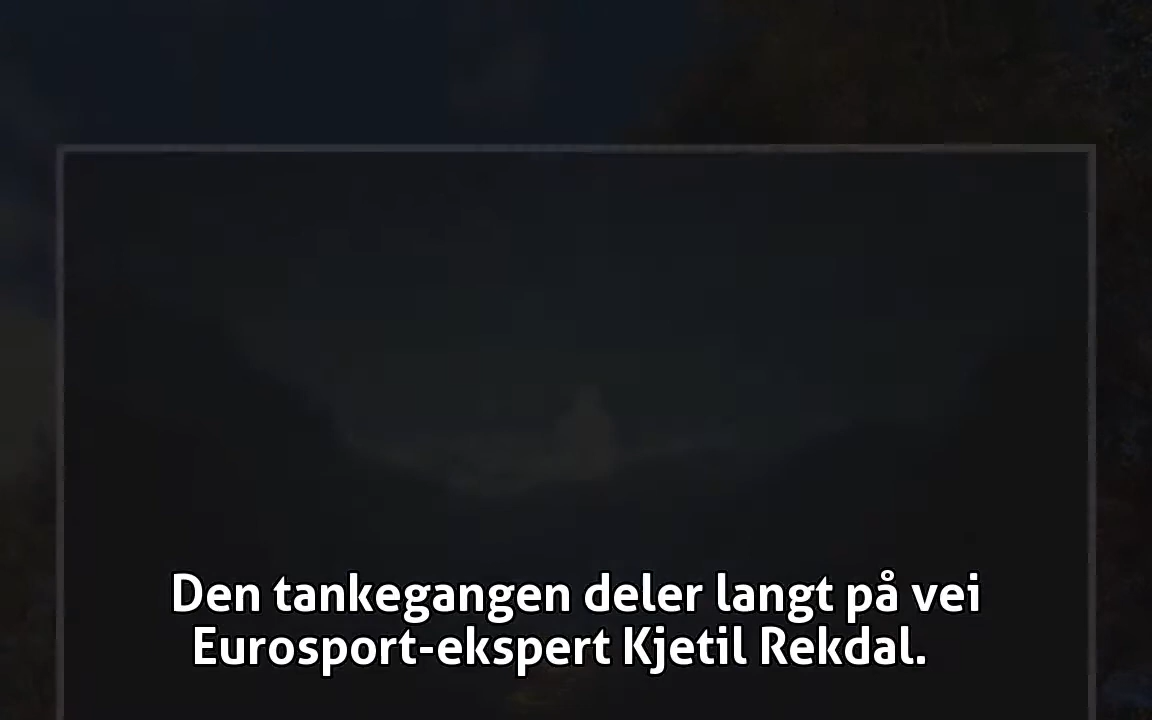 Den tankegangen deler langt på vei
Eurosport-ekspert Kjetil Rekdal.